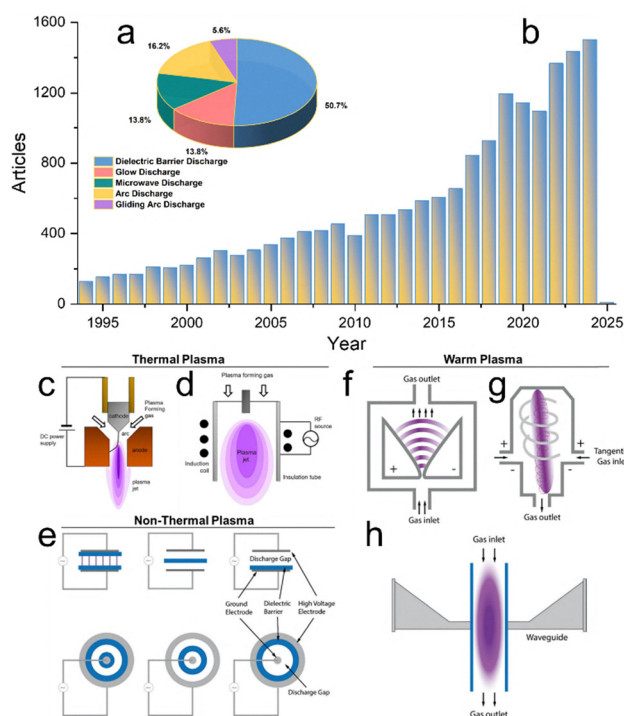 a
b
5.6%
16.2%
13.8%
13.8%
50.7%
Dielectric Barrier Discharge
Glow Discharge
Microwave Discharge
Arc Discharge
Gliding Arc Discharge
Articles
1600
1200
800
400
0
1995
2000
2005
2010
2015
2020
2025
Year
Thermal Plasma
Warm Plasma
c
DC power
supply
cathode
Plasma
Forming
gas
arc
anode
plasma
jet
d
Plasma forming gas
Induction
coil
Plasma
jet
RF
source
Insulation tube
f
Gas outlet
+
-
Gas inlet
g
+
+
-
-
Tangent
Gas inlet
Gas outlet
Non-Thermal Plasma
e
Discharge Gap
Ground
Electrode
Dielectric
Barrier
High Voltage
Electrode
Discharge Gap
h
Gas inlet
Waveguide
Gas outlet